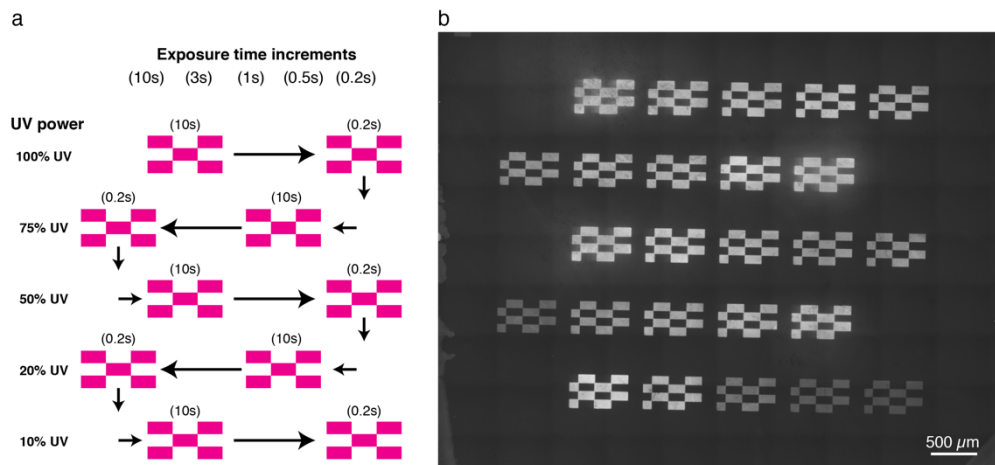 a
b
Exposure time increments
(10s) (3s) (1s) (0.5s) (0.2s)
UV power
(10s) (0.2s)
100% UV
(0.2s) (10s)
75% UV
(10s) (0.2s)
50% UV
(0.2s) (10s)
20% UV
(10s) (0.2s)
10% UV
500 µm